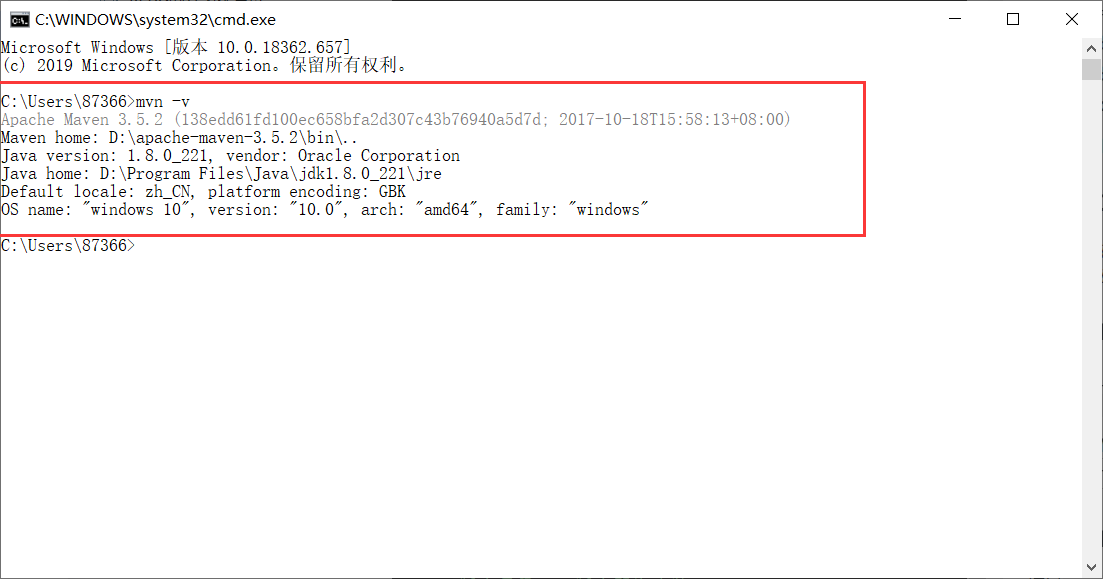 C:\WINDOWS\system32\cmd.exe
Microsoft Windows [版本 10.0.18362.657]
(c) 2019 Microsoft Corporation。保留所有权利。
C:\Users\87366>mvn -v
Apache Maven 3.5.2 (138edd61fd100ec658bfa2d307c43b76940a5d7d; 2017-10-18T15:58:13+08:00)
Maven home: D:\apache-maven-3.5.2\bin\..
Java version: 1.8.0_221, vendor: Oracle Corporation
Java home: D:\Program Files\Java\jdk1.8.0_221\jre
Default locale: zh_CN, platform encoding: GBK
OS name: "windows 10", version: "10.0", arch: "amd64", family: "windows"
C:\Users\87366>